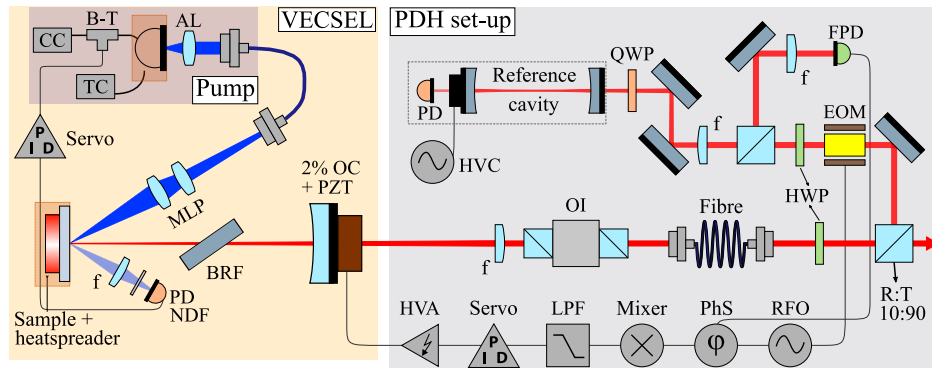 B-T
AL
VECSEL
PDH set-up
CC
TC
Pump
Servo
P
I D
MLP
2% OC
+ PZT
BRF
f
PD
NDF
Sample +
heatspreader
QWP
FPD
f
Reference
cavity
PD
HVC
f
EOM
HWP
OI
Fibre
f
R:T
10:90
HVA
Servo
LPF
Mixer
PhS
RFO
P
I D
φ